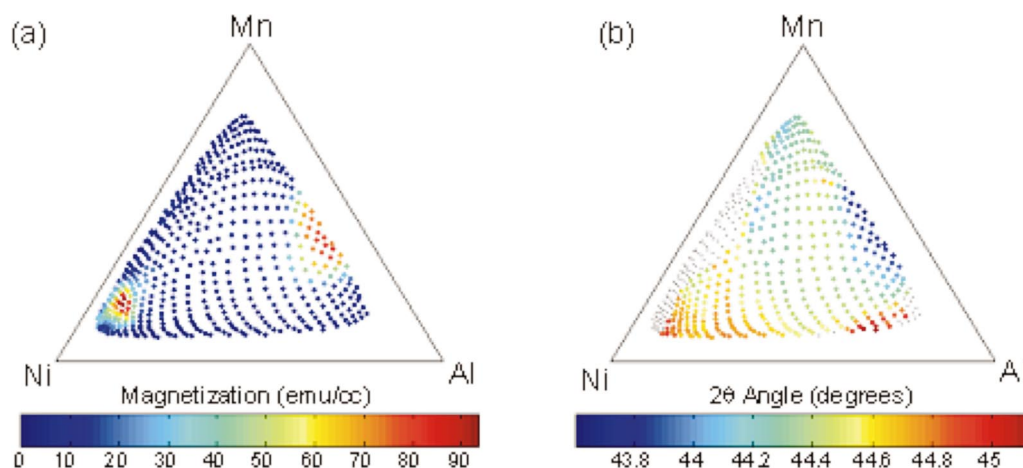 (a)
Mn
(b)
Mn
Ni
Al
Ni
A
Magnetization (emu/cc)
2θ Angle (degrees)
0 10 20 30 40 50 60 70 80 90
43.8 44 44.2 44.4 44.6 44.8 45